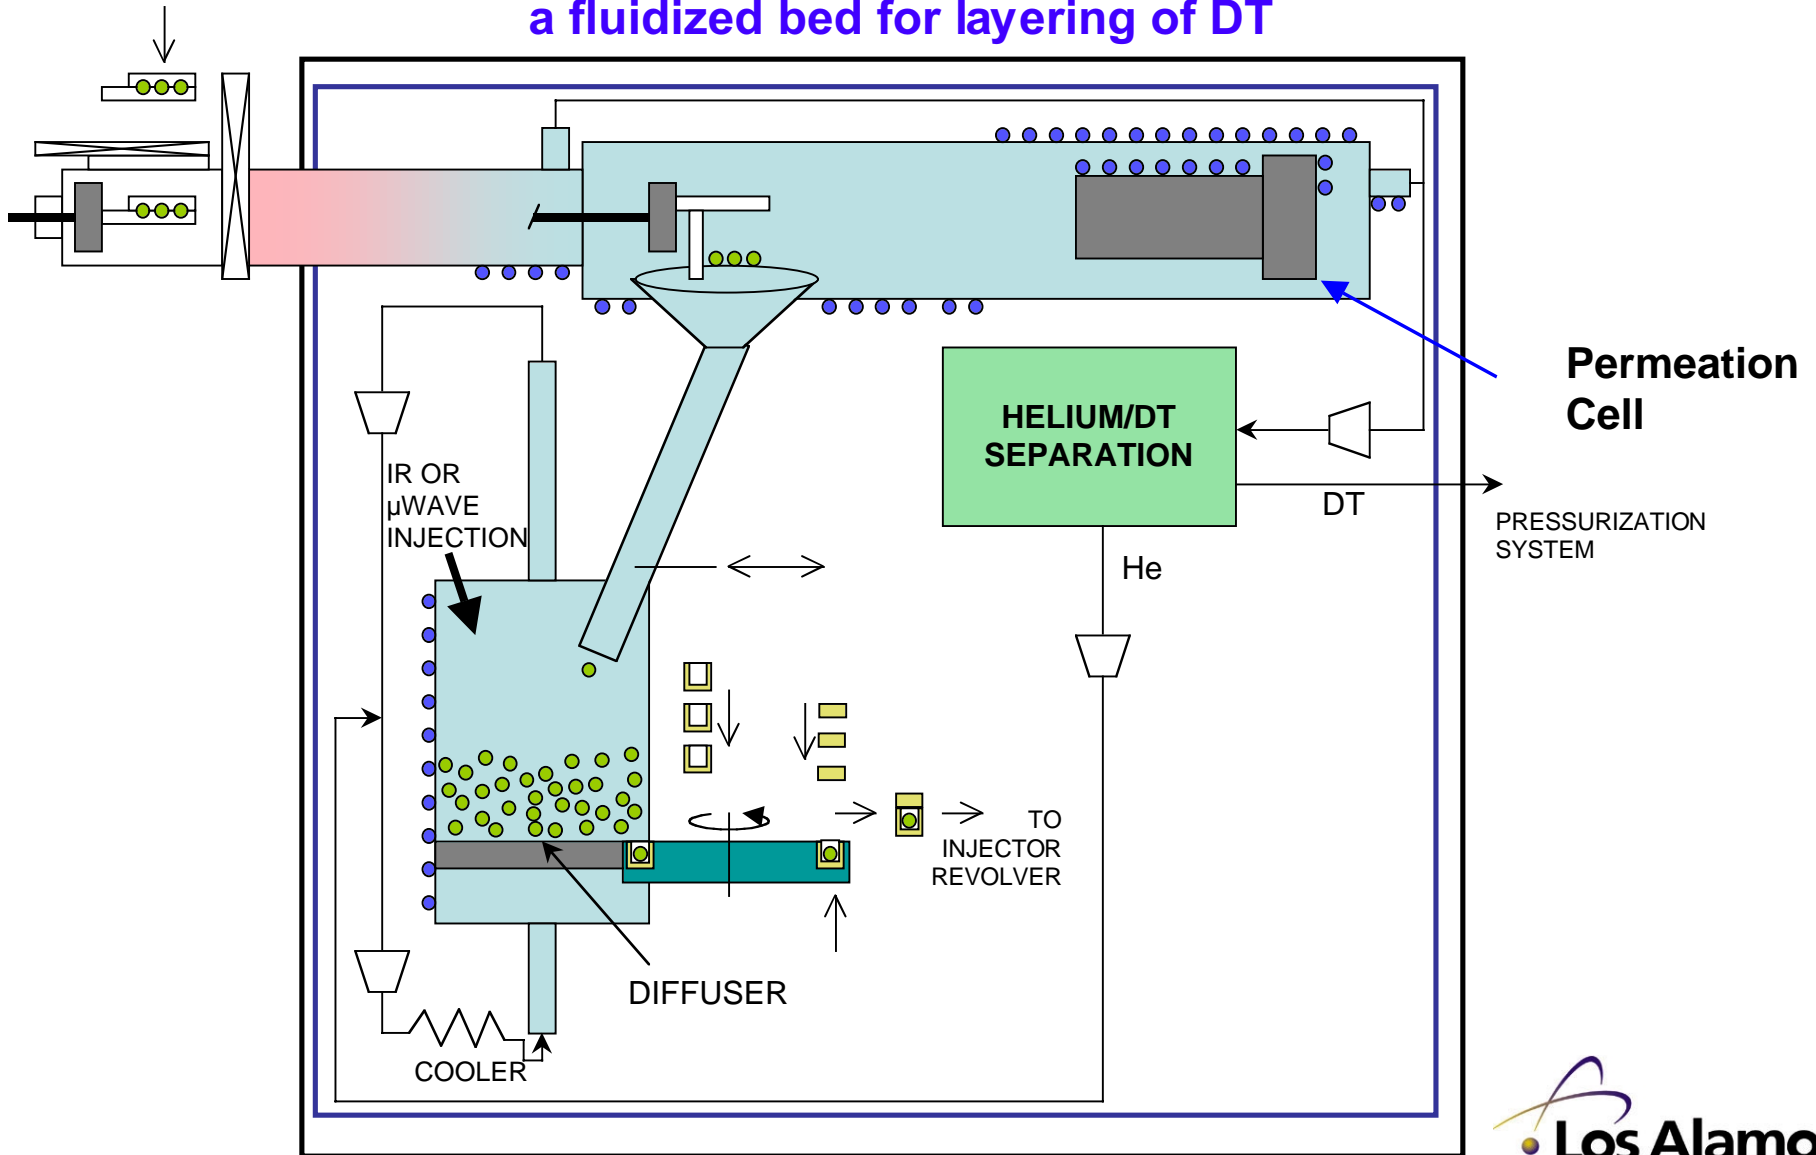 a fluidized bed for layering of DT
Permeation
Cell
HELIUM/DT
SEPARATION
IR OR
µWAVE
INJECTION
DT
PRESSURIZATION
SYSTEM
He
TO
INJECTOR
REVOLVER
DIFFUSER
COOLER
Los Alamo